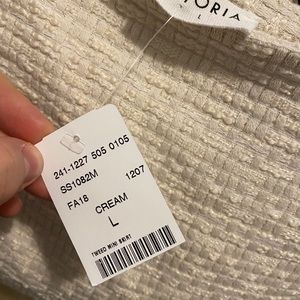 TORIA
L
241-1227 505 0105
SS1082M
FA18 1207
CREAM
L
TWEED MINI SKIRT